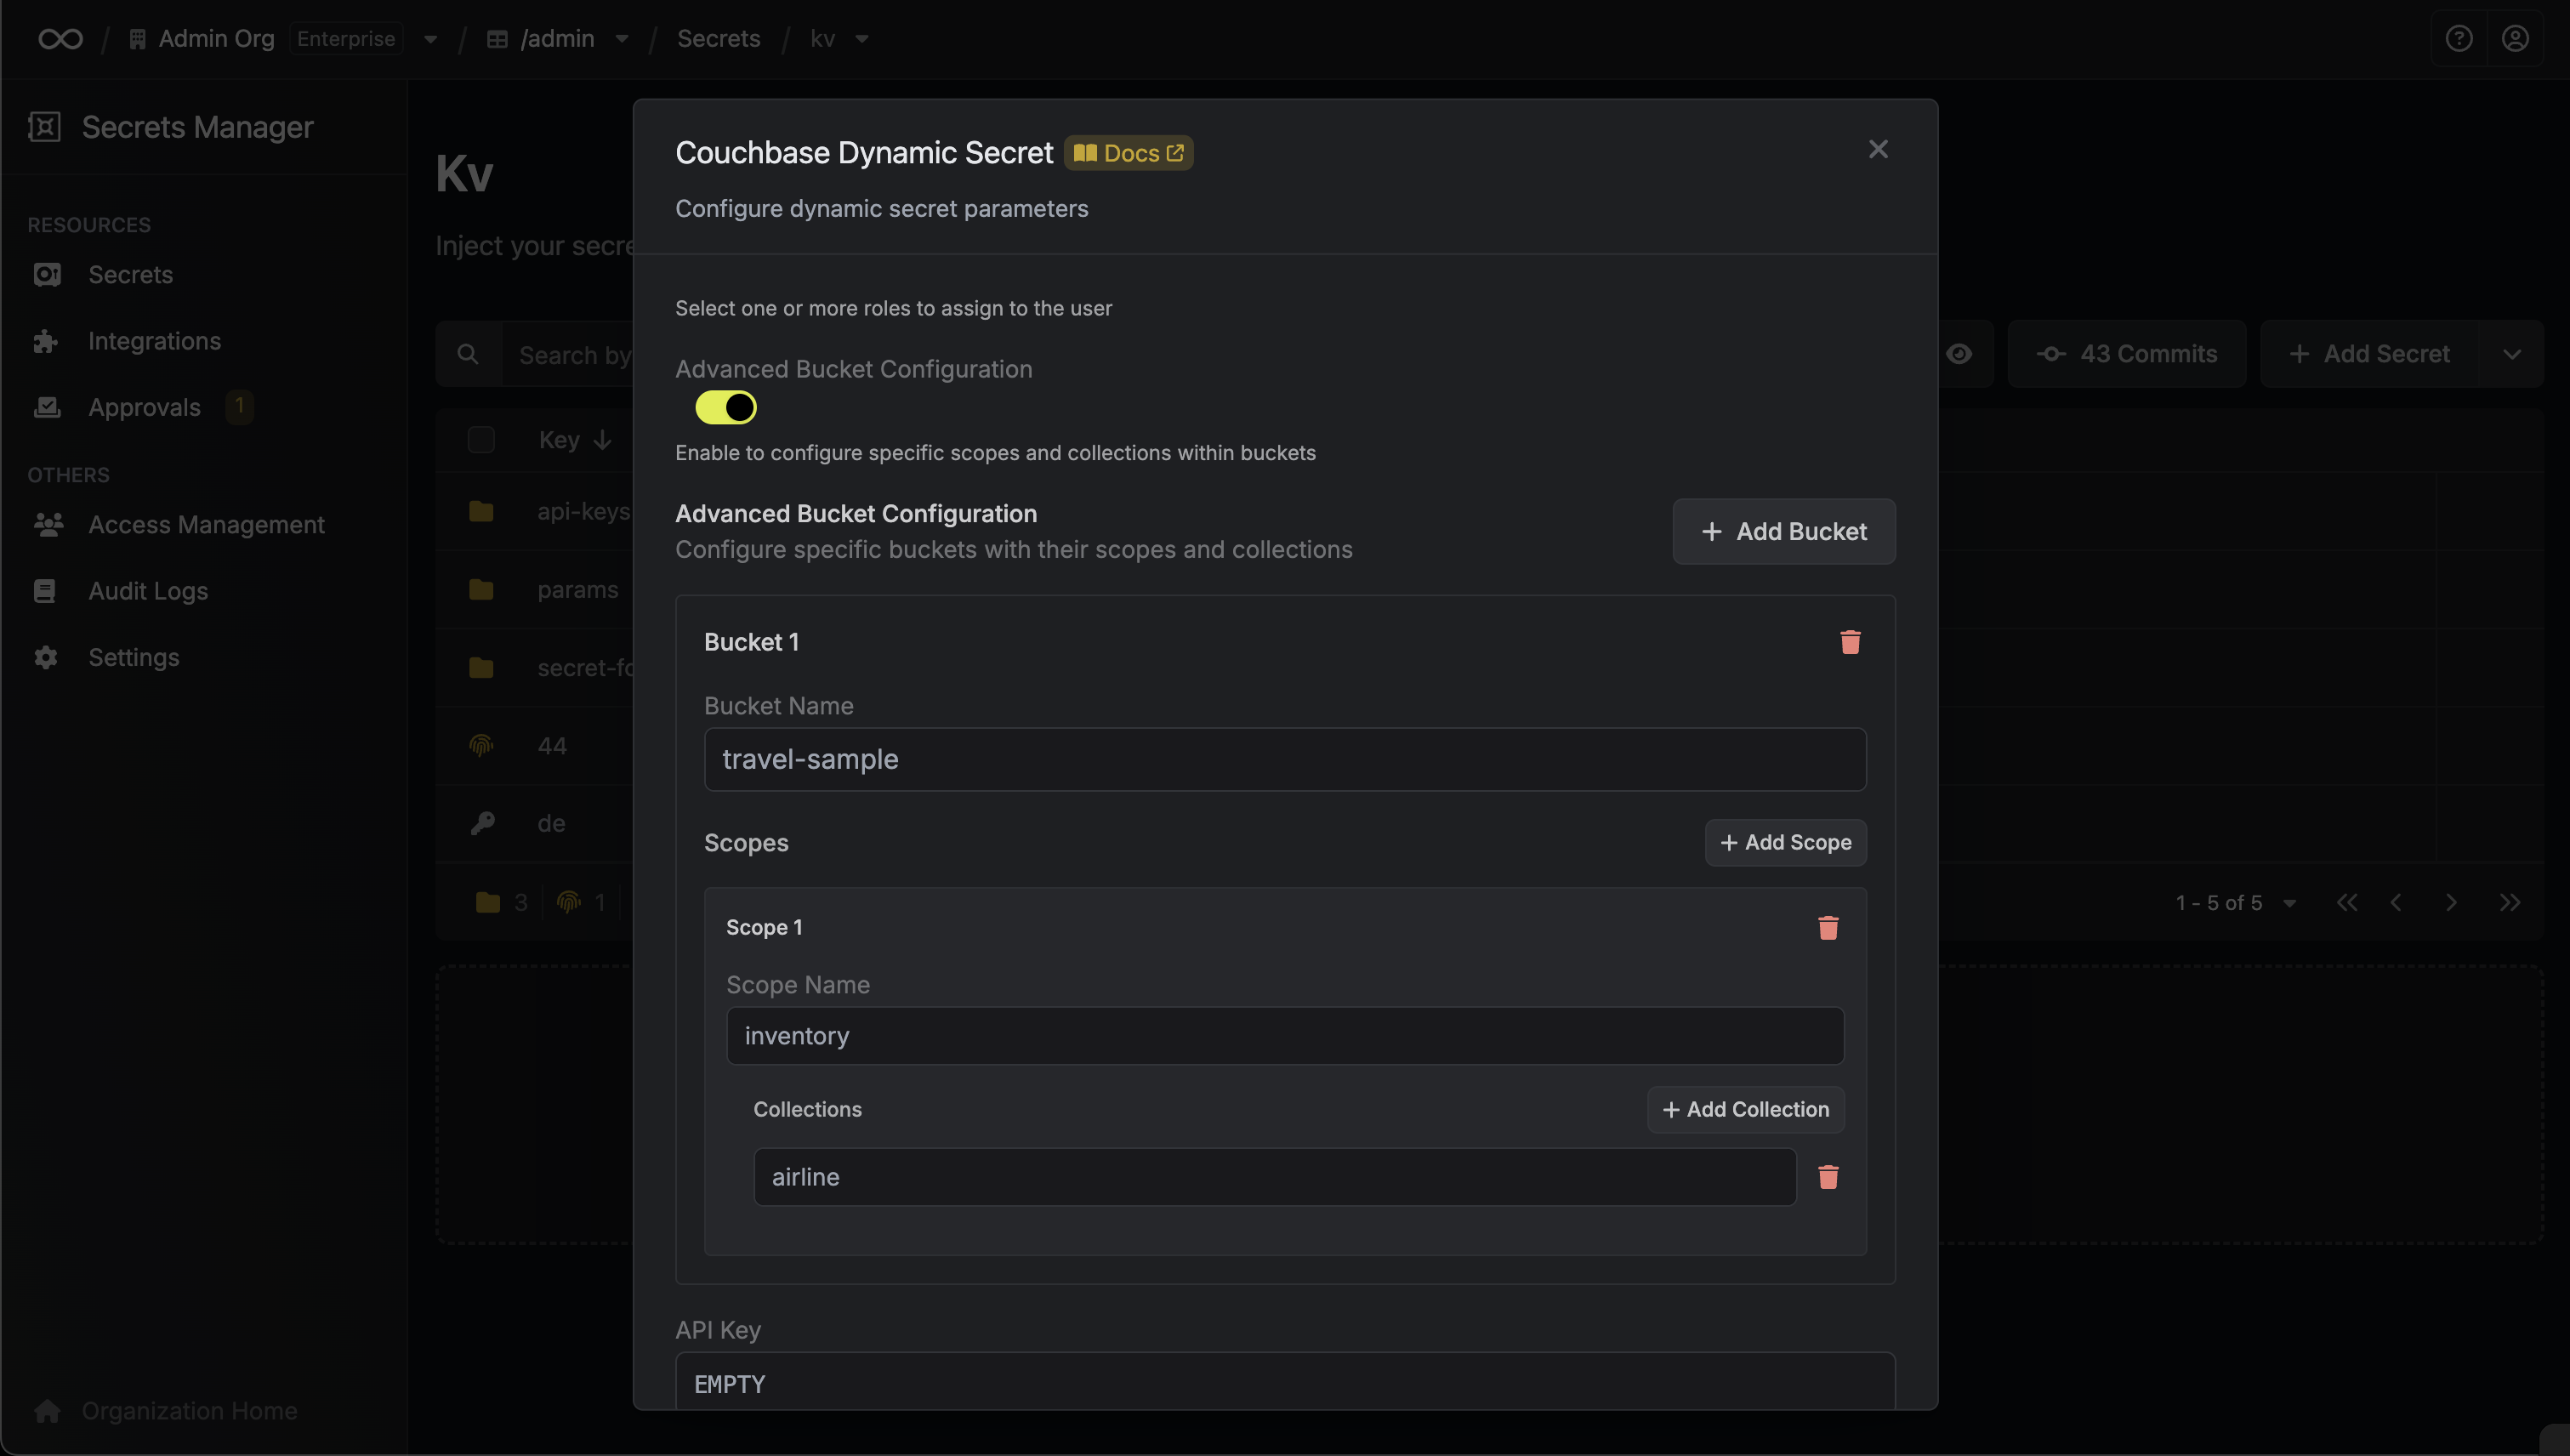 Admin Org Enterprise / /admin / Secrets / kv
Secrets Manager
RESOURCES
Secrets
Integrations
Approvals 1
OTHERS
Access Management
Audit Logs
Settings
Organization Home
Kv
Inject your secre
Search by
43 Commits
+ Add Secret
Key
api-keys
params
secret-fo
44
de
3 1
1 - 5 of 5
Couchbase Dynamic Secret Docs
Configure dynamic secret parameters
Select one or more roles to assign to the user
Advanced Bucket Configuration
Enable to configure specific scopes and collections within buckets
Advanced Bucket Configuration
Configure specific buckets with their scopes and collections
+ Add Bucket
Bucket 1
Bucket Name
travel-sample
Scopes
+ Add Scope
Scope 1
Scope Name
inventory
Collections
+ Add Collection
airline
API Key
EMPTY